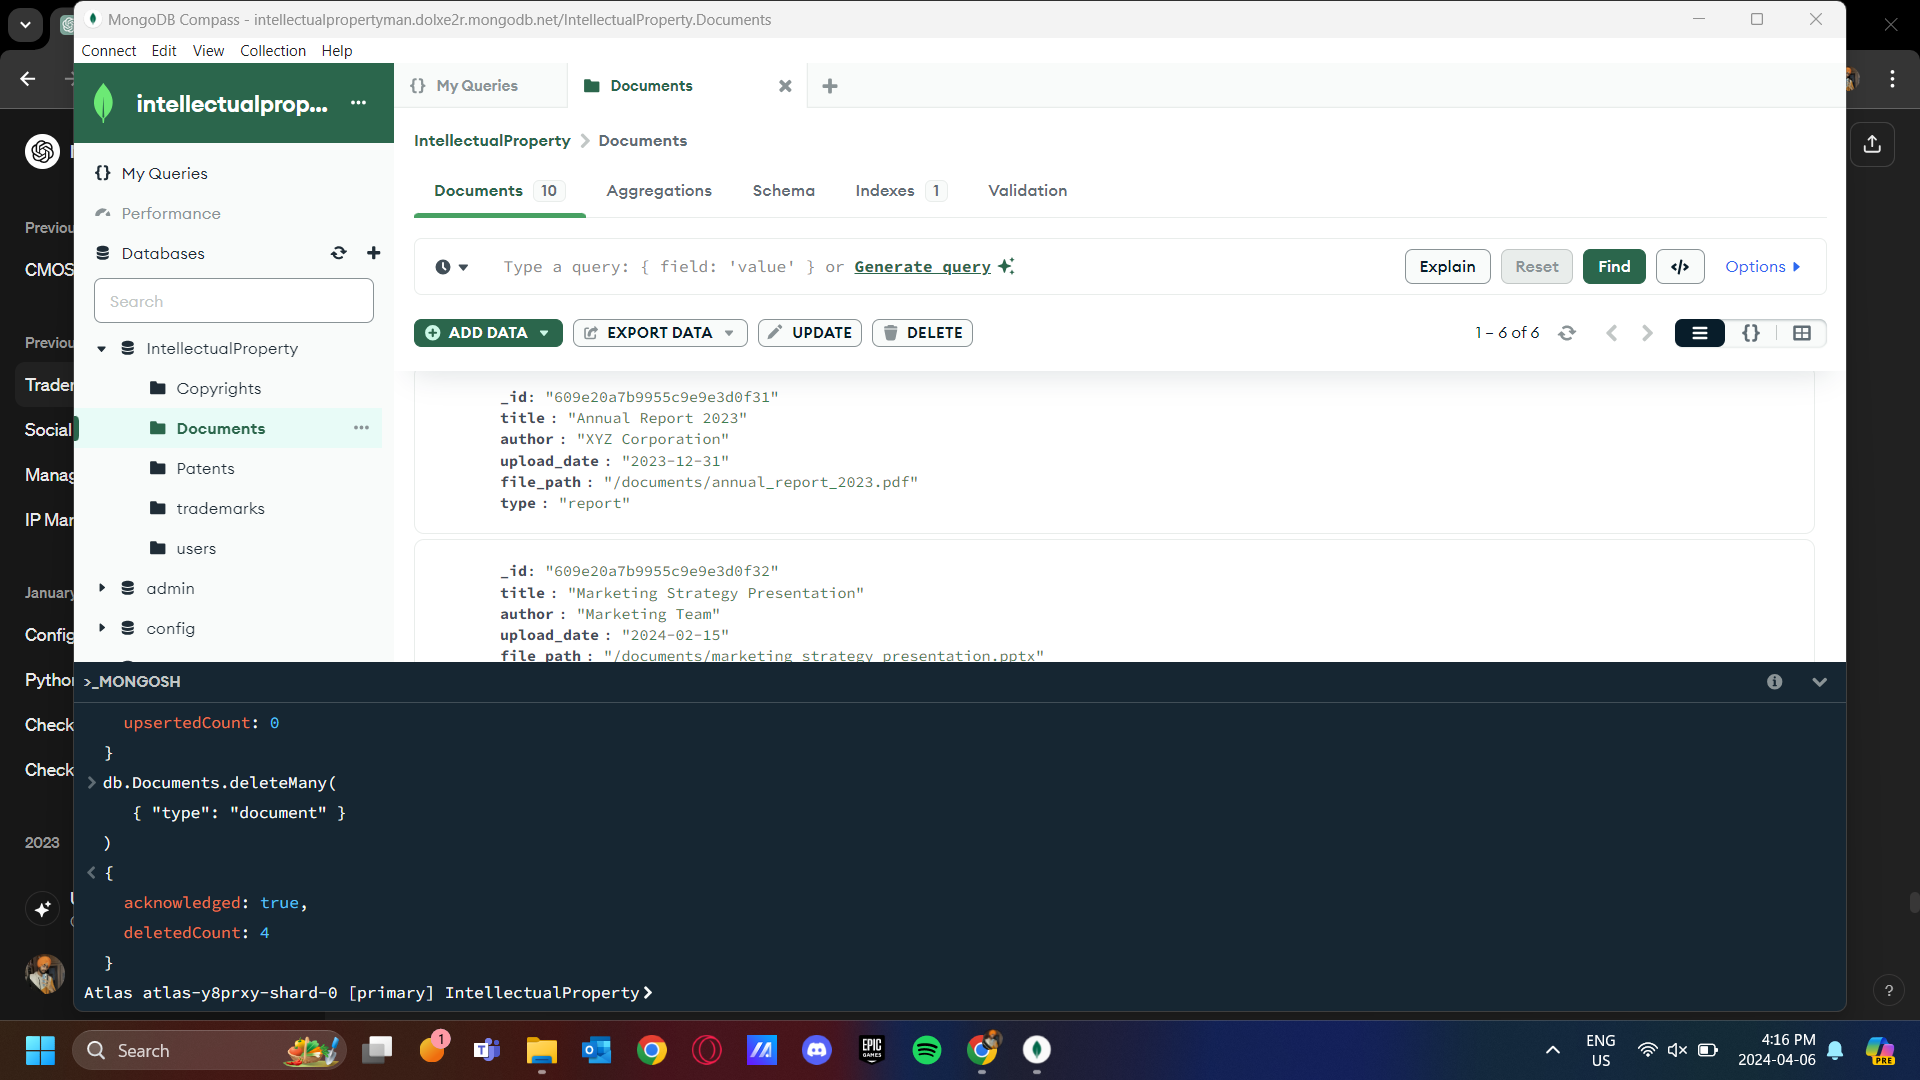 MongoDB Compass - intellectualpropertyman.dolxe2r.mongodb.net/IntellectualProperty.Documents
Connect Edit View Collection Help
intellectualprop...
My Queries
Documents
My Queries
Performance
Databases
Search
IntellectualProperty
Copyrights
Documents
Patents
trademarks
users
admin
config
IntellectualProperty > Documents
Documents 10 Aggregations Schema Indexes 1 Validation
Type a query: { field: 'value' } or Generate query
Explain Reset Find </> Options
ADD DATA EXPORT DATA UPDATE DELETE
1 – 6 of 6 {}
_id: "609e20a7b9955c9e9e3d0f31"
title : "Annual Report 2023"
author : "XYZ Corporation"
upload_date : "2023-12-31"
file_path : "/documents/annual_report_2023.pdf"
type : "report"
_id: "609e20a7b9955c9e9e3d0f32"
title : "Marketing Strategy Presentation"
author : "Marketing Team"
upload_date : "2024-02-15"
file_path : "/documents/marketing_strategy_presentation.pptx"
>_MONGOSH
upsertedCount: 0
}
> db.Documents.deleteMany(
{ "type": "document" }
)
< {
acknowledged: true,
deletedCount: 4
}
Atlas atlas-y8prxy-shard-0 [primary] IntellectualProperty>
Previou
CMOS
Previou
Trader
Social
Manag
IP Mar
January
Config
Python
Check
Check
2023
?
Search
1
EPIC
GAMES
ENG
US
4:16 PM
2024-04-06
PRE